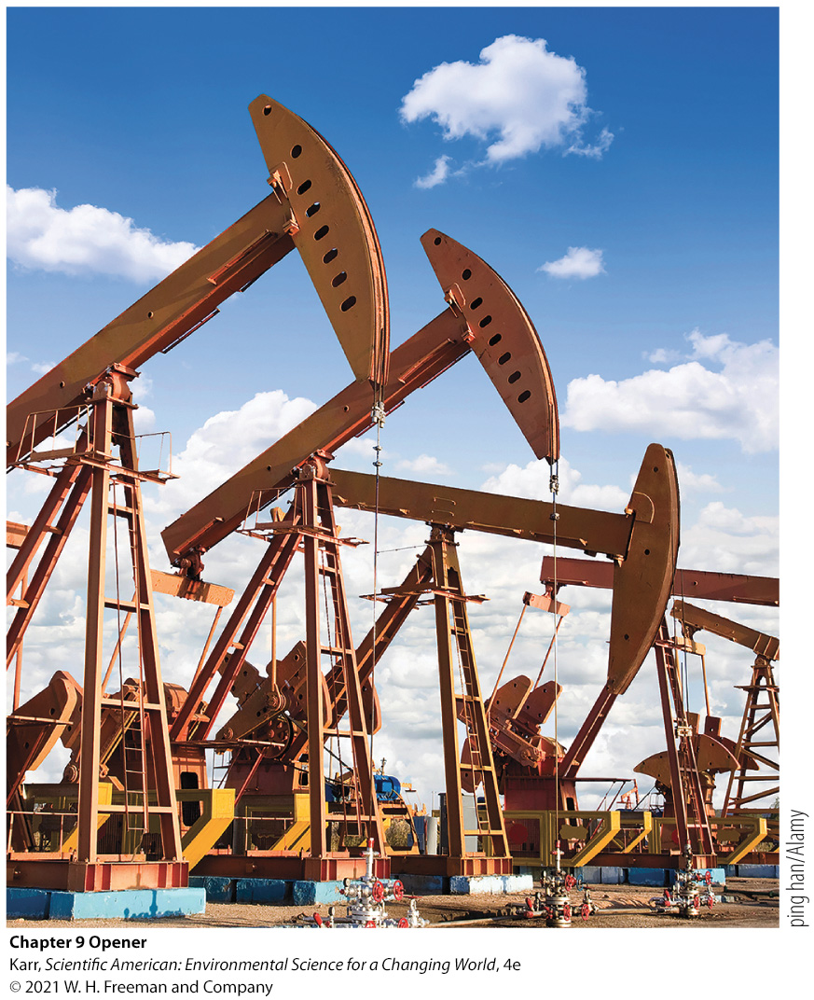 ping han/Alamy
Chapter 9 Opener
Karr, Scientific American: Environmental Science for a Changing World, 4e
© 2021 W. H. Freeman and Company